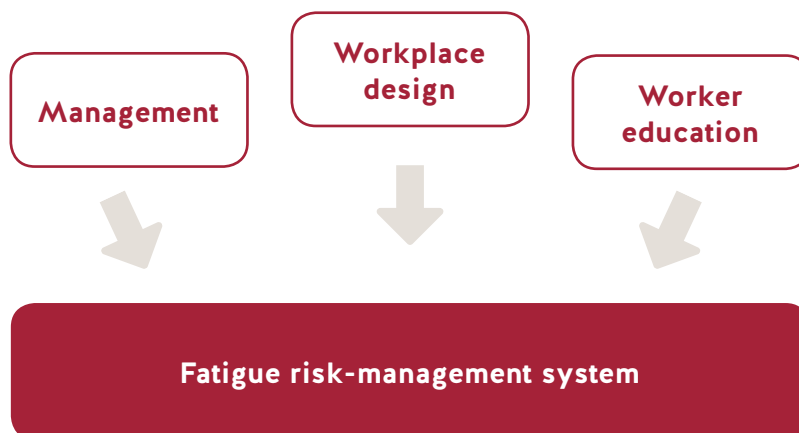 Management
Workplace
design
Worker
education
Fatigue risk-management system